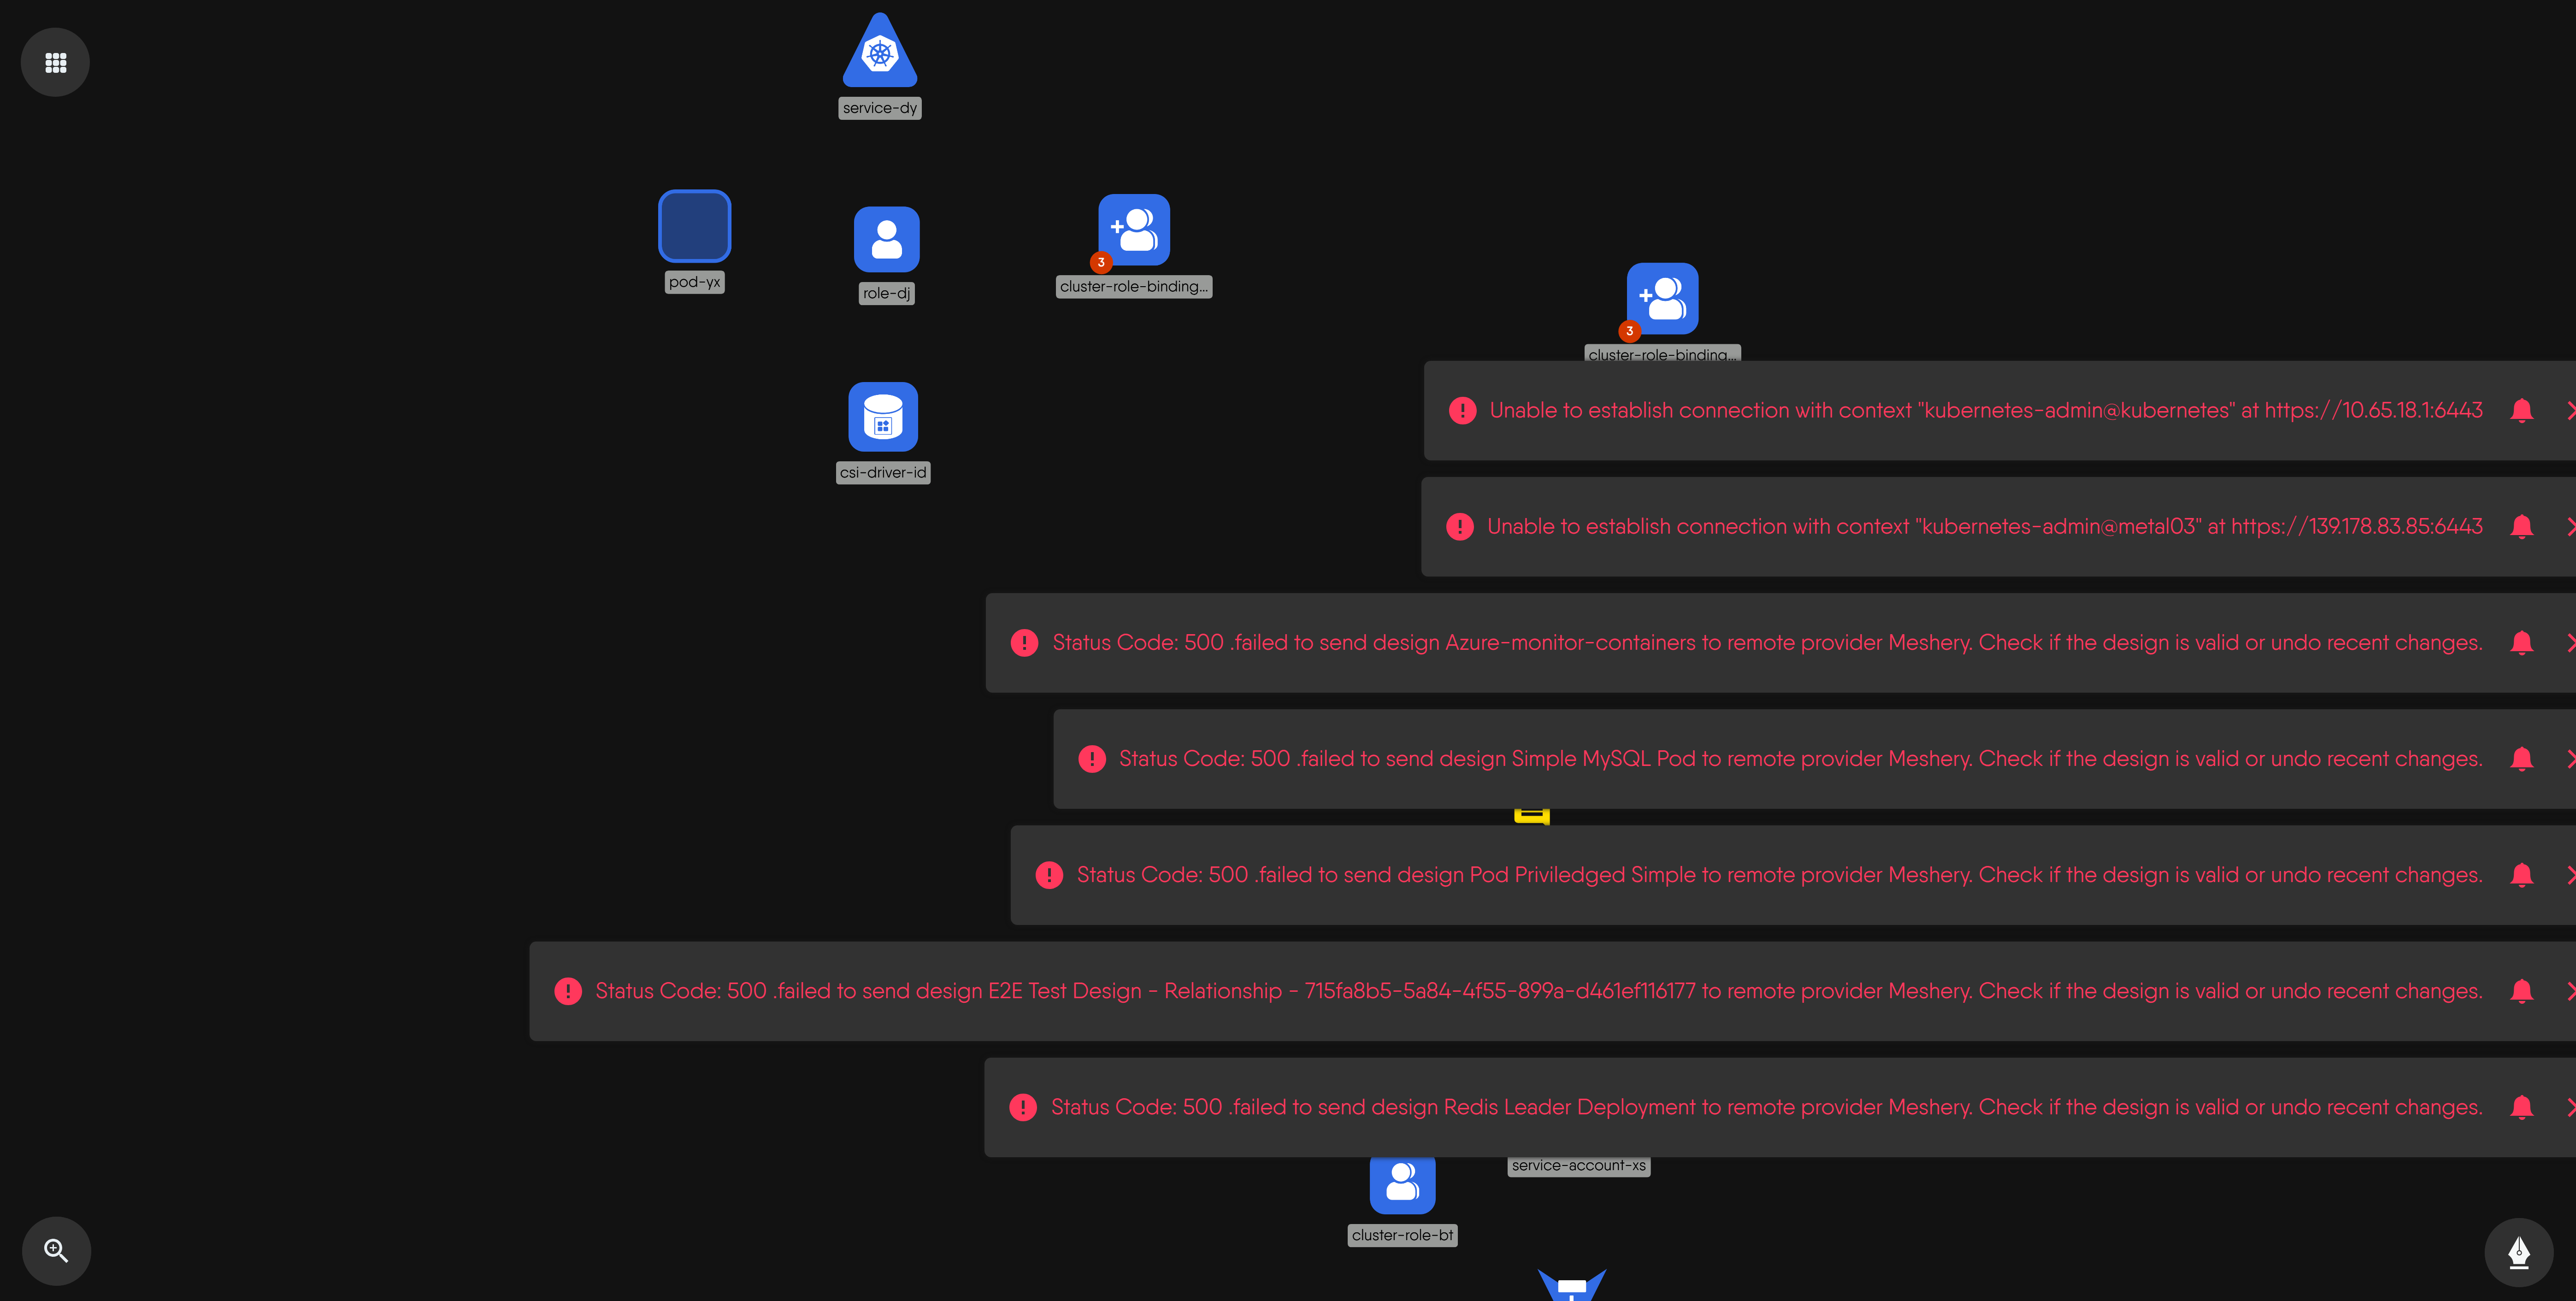 service-dy
pod-yx
role-dj
3
cluster-role-binding...
3
cluster-role-binding...
csi-driver-id
Unable to establish connection with context "kubernetes-admin@kubernetes" at https://10.65.18.1:6443
Unable to establish connection with context "kubernetes-admin@metal03" at https://139.178.83.85:6443
Status Code: 500 .failed to send design Azure-monitor-containers to remote provider Meshery. Check if the design is valid or undo recent changes.
Status Code: 500 .failed to send design Simple MySQL Pod to remote provider Meshery. Check if the design is valid or undo recent changes.
Status Code: 500 .failed to send design Pod Priviledged Simple to remote provider Meshery. Check if the design is valid or undo recent changes.
Status Code: 500 .failed to send design E2E Test Design - Relationship - 715fa8b5-5a84-4f55-899a-d461ef116177 to remote provider Meshery. Check if the design is valid or undo recent changes.
Status Code: 500 .failed to send design Redis Leader Deployment to remote provider Meshery. Check if the design is valid or undo recent changes.
service-account-xs
cluster-role-bt